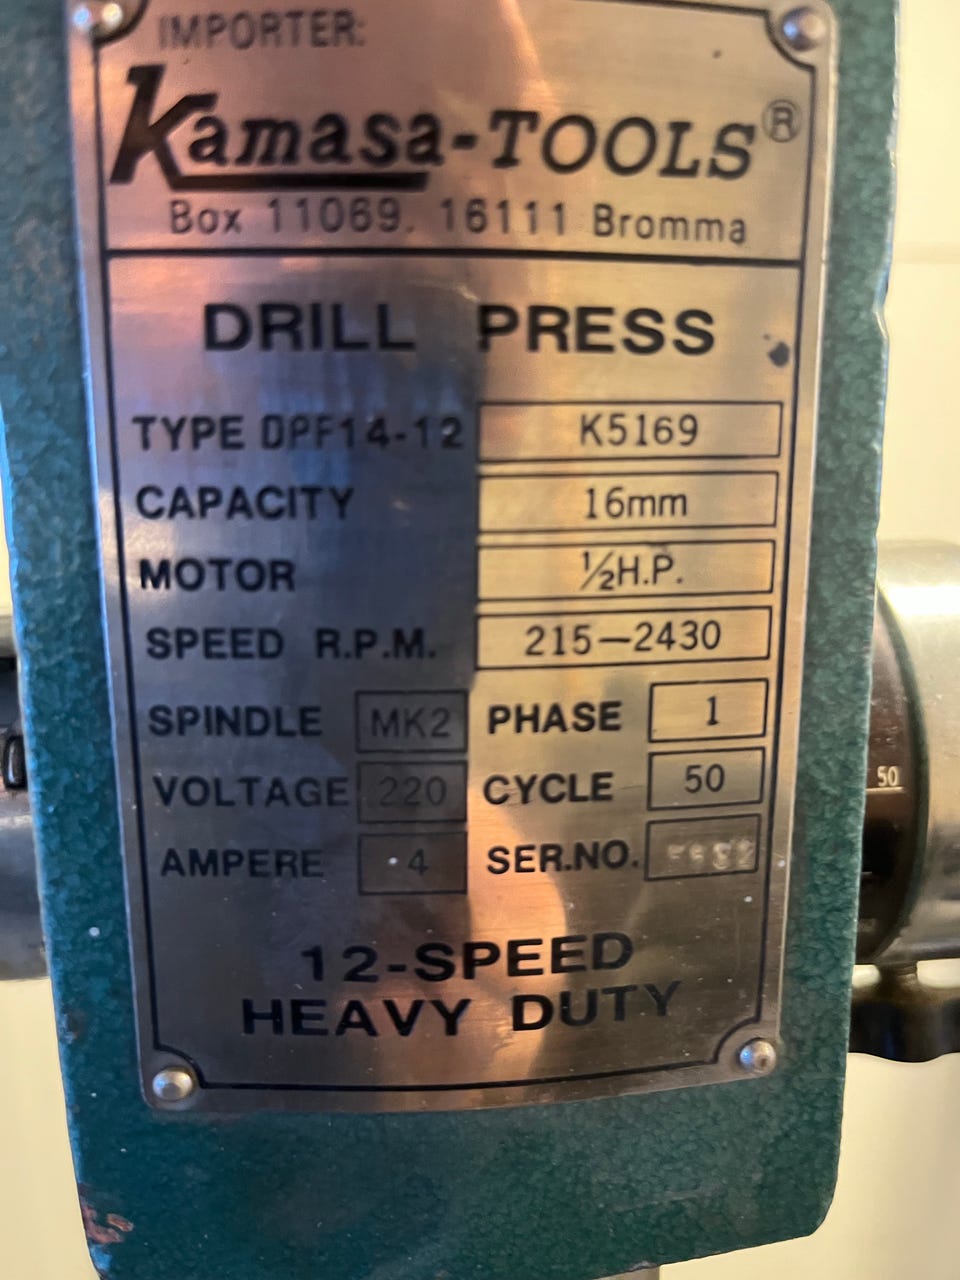 IMPORTER:
Kamasa-TOOLS®
Box 11069. 16111 Bromma
DRILL PRESS
TYPE DPF14-12 K5169
CAPACITY 16mm
MOTOR ½H.P.
SPEED R.P.M. 215—2430
SPINDLE MK2 PHASE 1
VOLTAGE 220 CYCLE 50
AMPERE 4 SER.NO.
12-SPEED
HEAVY DUTY
50